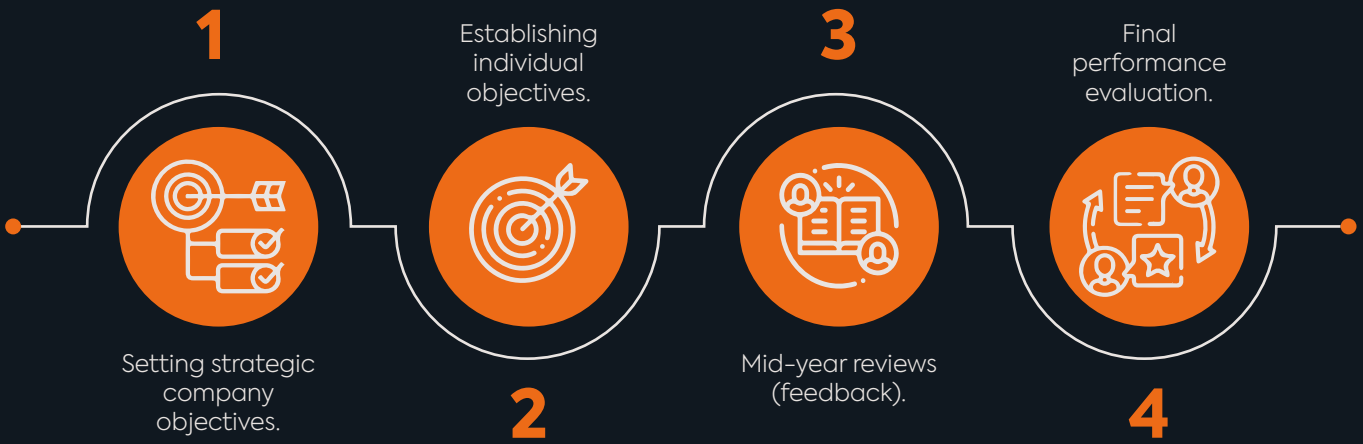 1
Setting strategic
company
objectives.
Establishing
individual
objectives.
2
3
Mid-year reviews
(feedback).
Final
performance
evaluation.
4